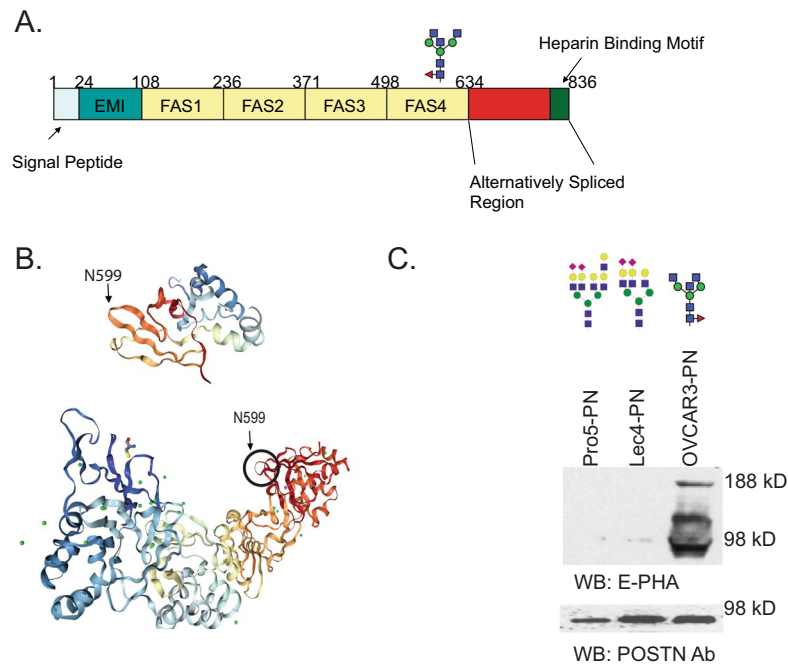 A.
Heparin Binding Motif
1 24 108 236 371 498 634 836
EMI FAS1 FAS2 FAS3 FAS4
Signal Peptide
Alternatively Spliced
Region
B.
N599
N599
C.
Pro5-PN
Lec4-PN
OVCAR3-PN
188 kD
98 kD
WB: E-PHA
98 kD
WB: POSTN Ab